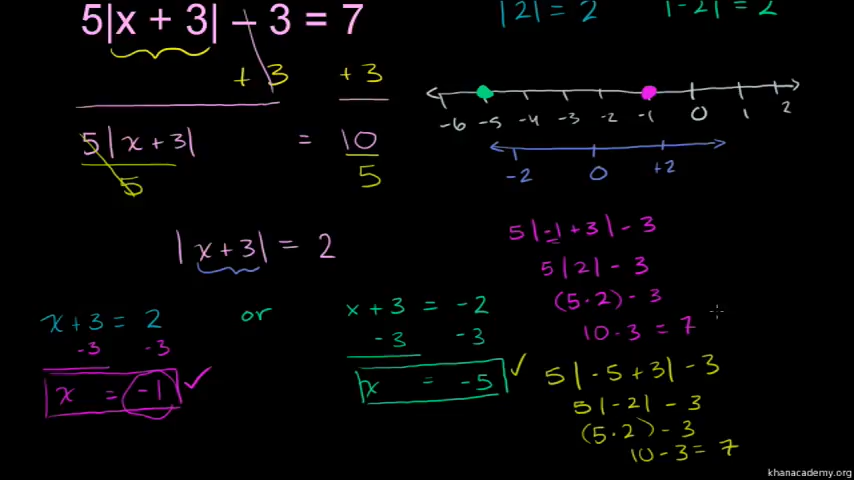 5|x + 3| - 3 = 7
|2| = 2
|-2| = 2
+ 3 + 3
5|x+3| = 10
5 5
-6 -5 -4 -3 -2 -1 0 1 2
-2 0 +2
|x+3| = 2
x+3 = 2 or x+3 = -2
-3 -3 -3 -3
x = -1 ✓ x = -5 ✓
5|-1+3| - 3
5|2| - 3
(5·2) - 3
10 - 3 = 7
5|-5+3| - 3
5|-2| - 3
(5·2) - 3
10 - 3 = 7
khanacademy.org